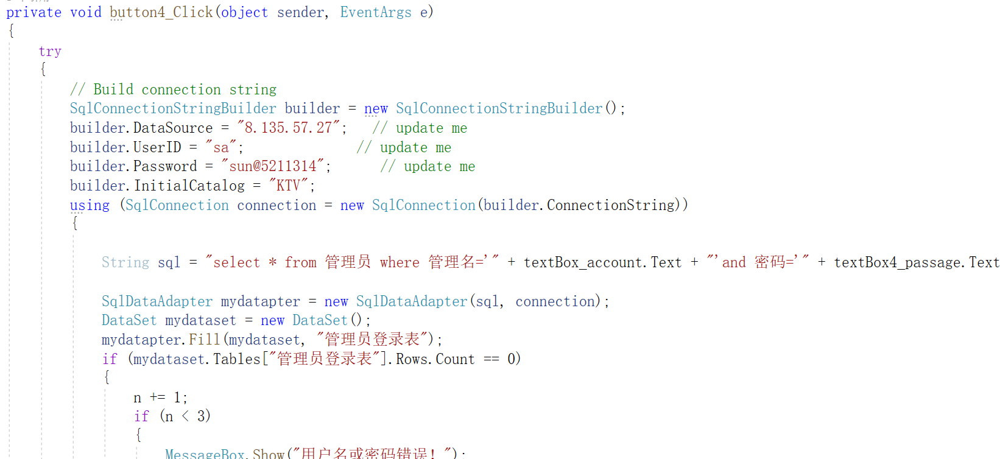 private void button4_Click(object sender, EventArgs e)
{
try
{
// Build connection string
SqlConnectionStringBuilder builder = new SqlConnectionStringBuilder();
builder.DataSource = "8.135.57.27"; // update me
builder.UserID = "sa"; // update me
builder.Password = "sun@5211314"; // update me
builder.InitialCatalog = "KTV";
using (SqlConnection connection = new SqlConnection(builder.ConnectionString))
{
String sql = "select * from 管理员 where 管理名='" + textBox_account.Text + "'and 密码='" + textBox4_passage.Text
SqlDataAdapter mydatapter = new SqlDataAdapter(sql, connection);
DataSet mydataset = new DataSet();
mydatapter.Fill(mydataset, "管理员登录表");
if (mydataset.Tables["管理员登录表"].Rows.Count == 0)
{
n += 1;
if (n < 3)
{
MessageBox.Show("用户名或密码错误！");